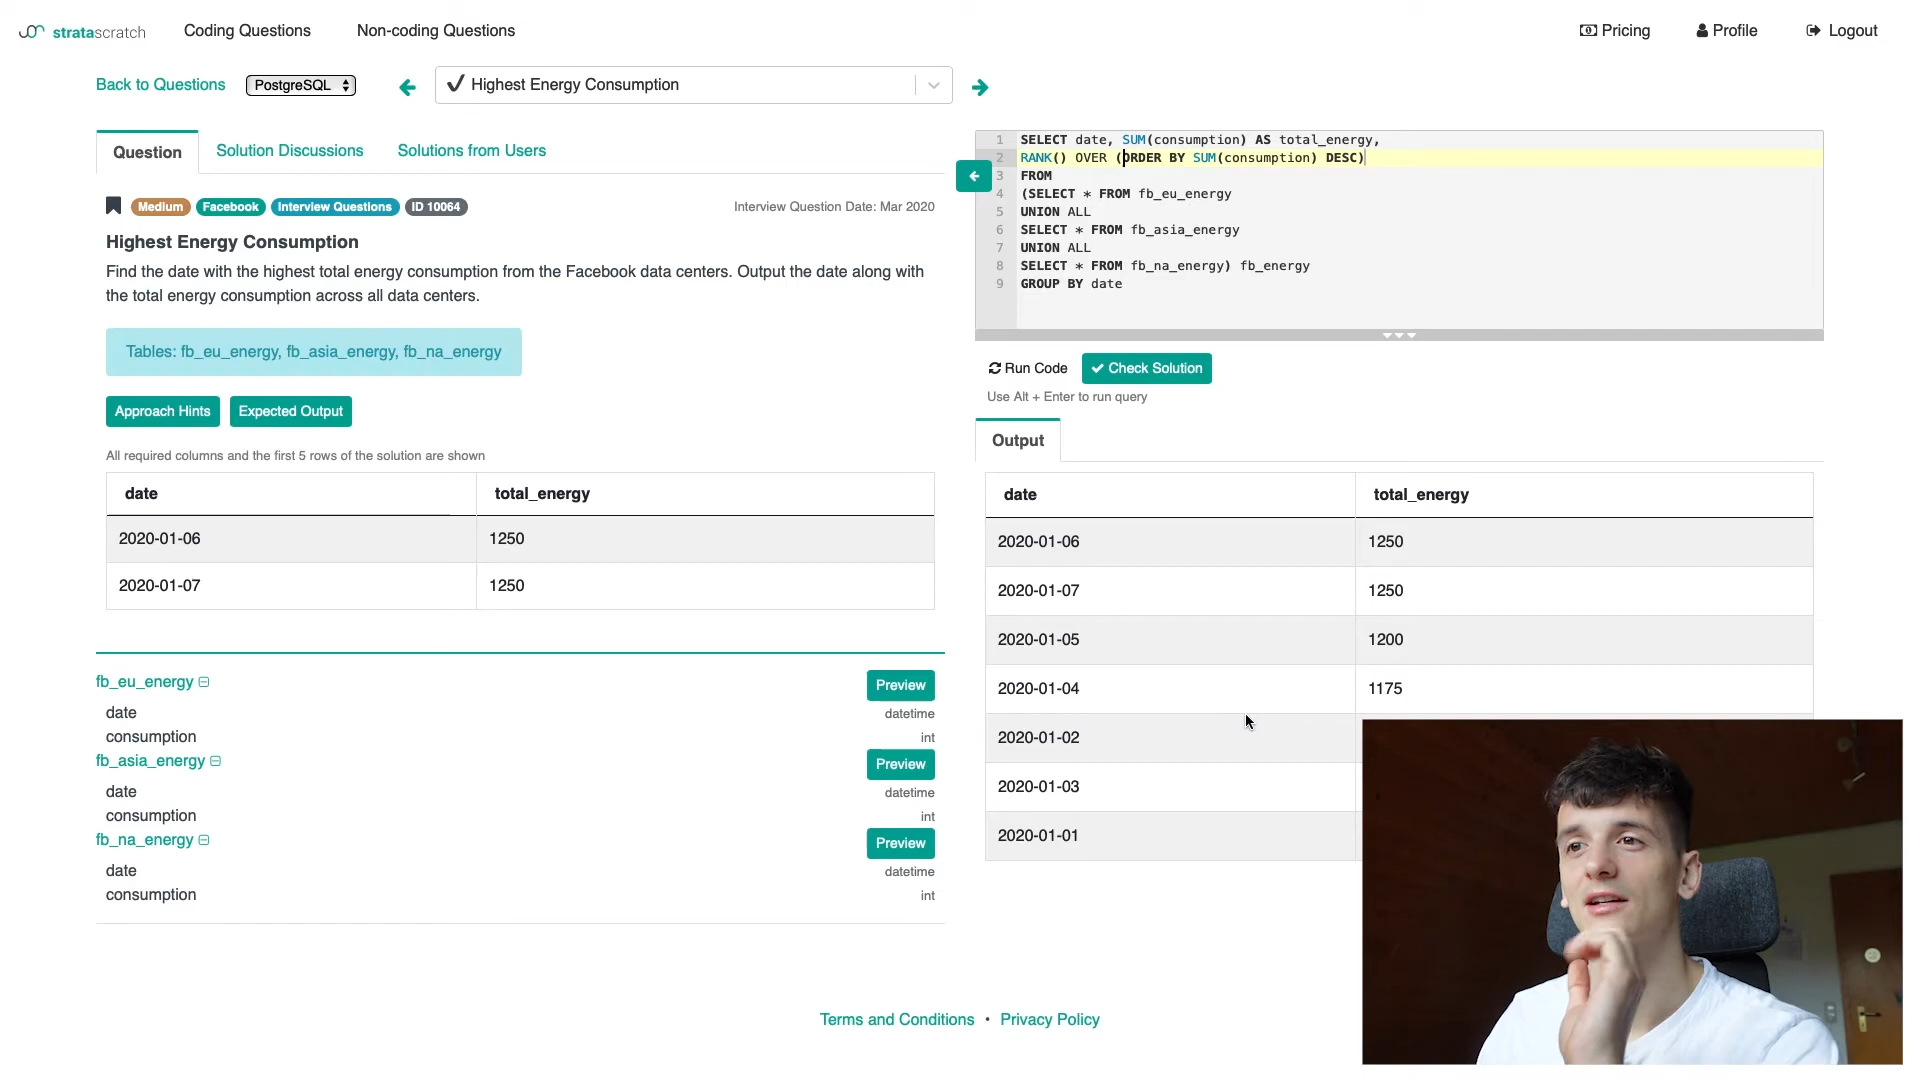 stratascratch
Coding Questions
Non-coding Questions
Pricing
Profile
Logout
Back to Questions
PostgreSQL
Highest Energy Consumption
Question
Solution Discussions
Solutions from Users
Medium
Facebook
Interview Questions
ID 10064
Interview Question Date: Mar 2020
Highest Energy Consumption
Find the date with the highest total energy consumption from the Facebook data centers. Output the date along with
the total energy consumption across all data centers.
Tables: fb_eu_energy, fb_asia_energy, fb_na_energy
Approach Hints
Expected Output
All required columns and the first 5 rows of the solution are shown
date total_energy
2020-01-06 1250
2020-01-07 1250
fb_eu_energy
Preview
date datetime
consumption int
fb_asia_energy
Preview
date datetime
consumption int
fb_na_energy
Preview
date datetime
consumption int
1 SELECT date, SUM(consumption) AS total_energy,
2 RANK() OVER (ORDER BY SUM(consumption) DESC)
3 FROM
4 (SELECT * FROM fb_eu_energy
5 UNION ALL
6 SELECT * FROM fb_asia_energy
7 UNION ALL
8 SELECT * FROM fb_na_energy) fb_energy
9 GROUP BY date
Run Code
Check Solution
Use Alt + Enter to run query
Output
date total_energy
2020-01-06 1250
2020-01-07 1250
2020-01-05 1200
2020-01-04 1175
2020-01-02
2020-01-03
2020-01-01
Terms and Conditions • Privacy Policy